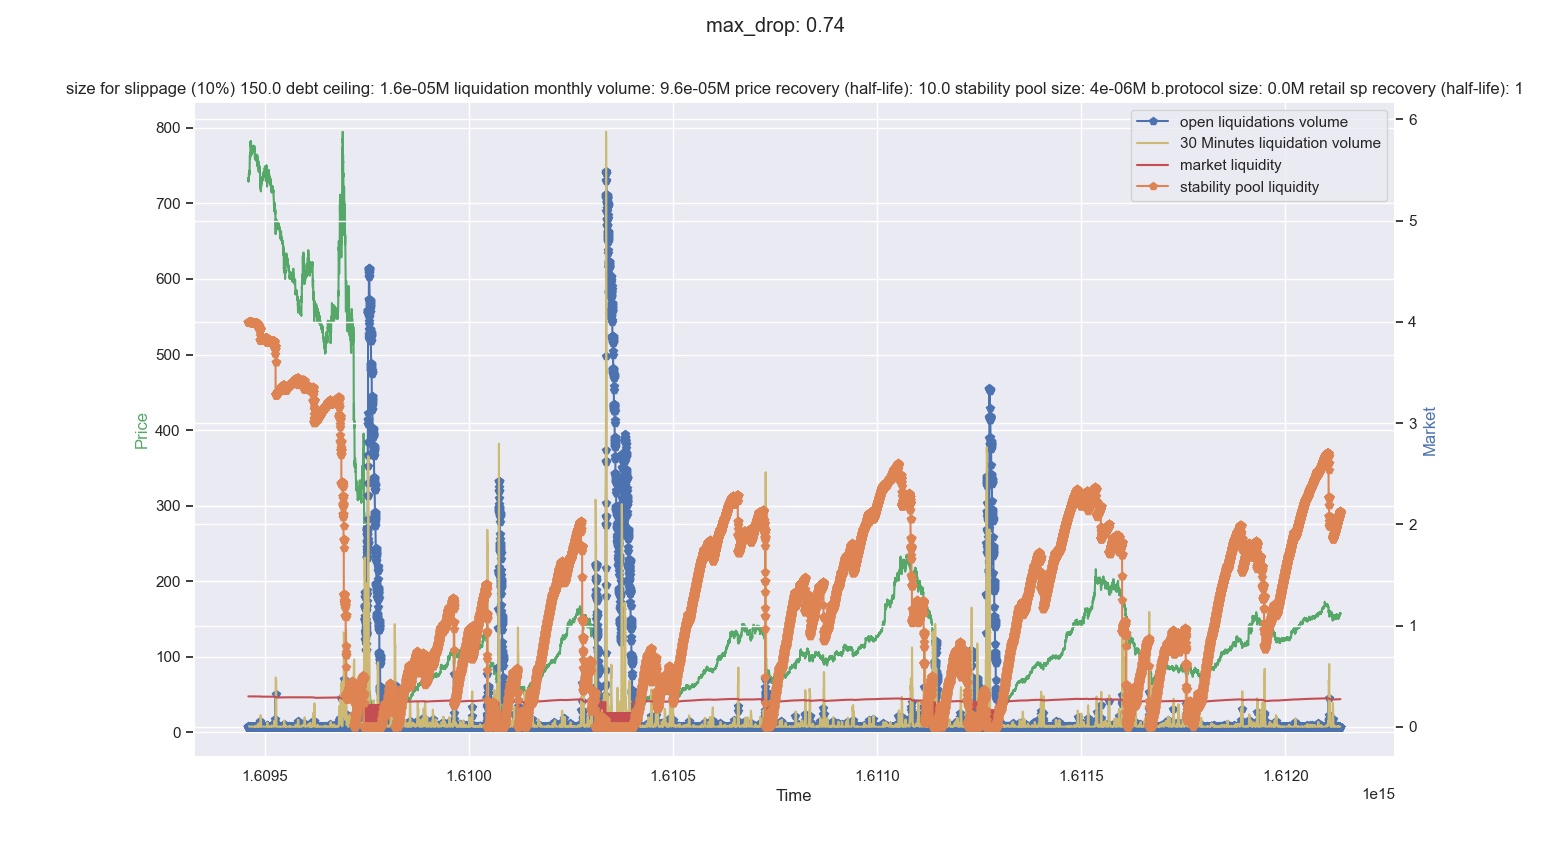 max_drop: 0.74
size for slippage (10%) 150.0 debt ceiling: 1.6e-05M liquidation monthly volume: 9.6e-05M price recovery (half-life): 10.0 stability pool size: 4e-06M b.protocol size: 0.0M retail sp recovery (half-life): 1
open liquidations volume
30 Minutes liquidation volume
market liquidity
stability pool liquidity
800
700
600
500
400
300
200
100
0
Price
6
5
4
3
2
1
0
Market
1.6095 1.6100 1.6105 1.6110 1.6115 1.6120
Time
1e15